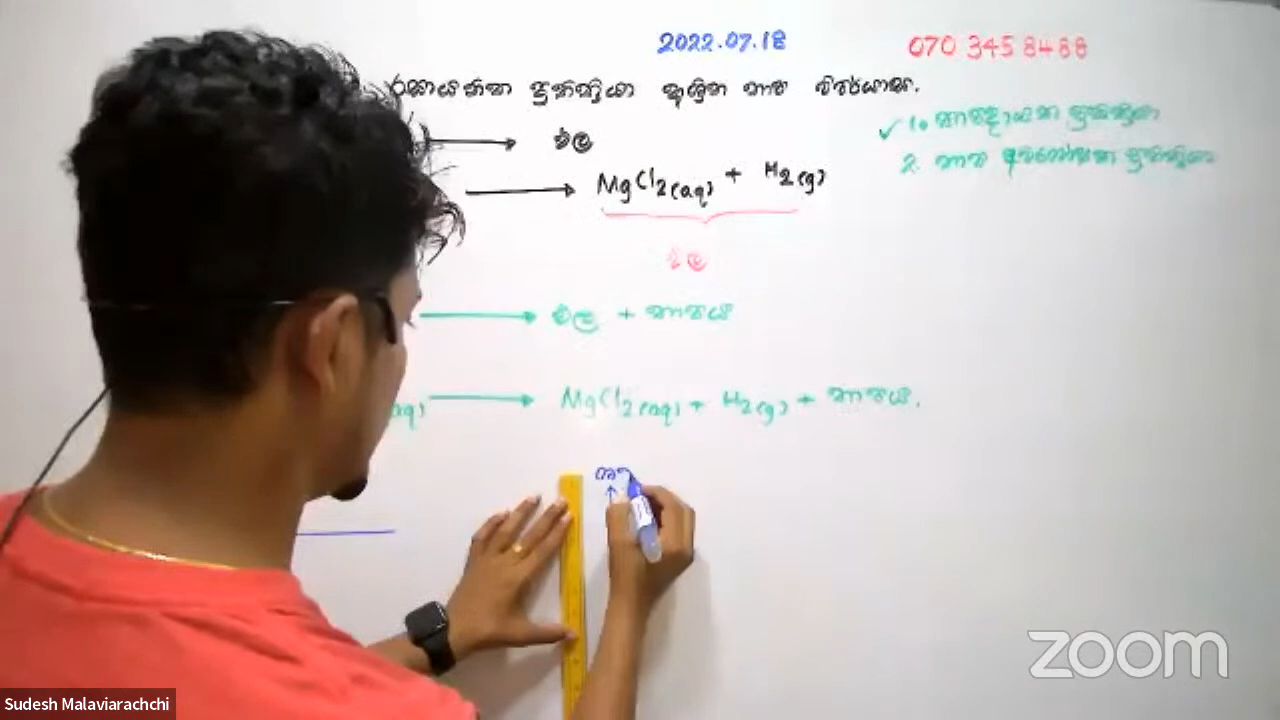 2022.07.18
070 345 8488
රසායනික ප්‍රතික්‍රියා ආශ්‍රිත තාප විපර්යාස.
✓ 1. තාපදායක ප්‍රතික්‍රියා
2. තාප අවශෝෂක ප්‍රතික්‍රියා
→ ඵල
→ MgCl2(aq) + H2(g)
ඵල
→ ඵල + තාපය
aq) → MgCl2(aq) + H2(g) + තාපය.
Sudesh Malaviarachchi
zoom